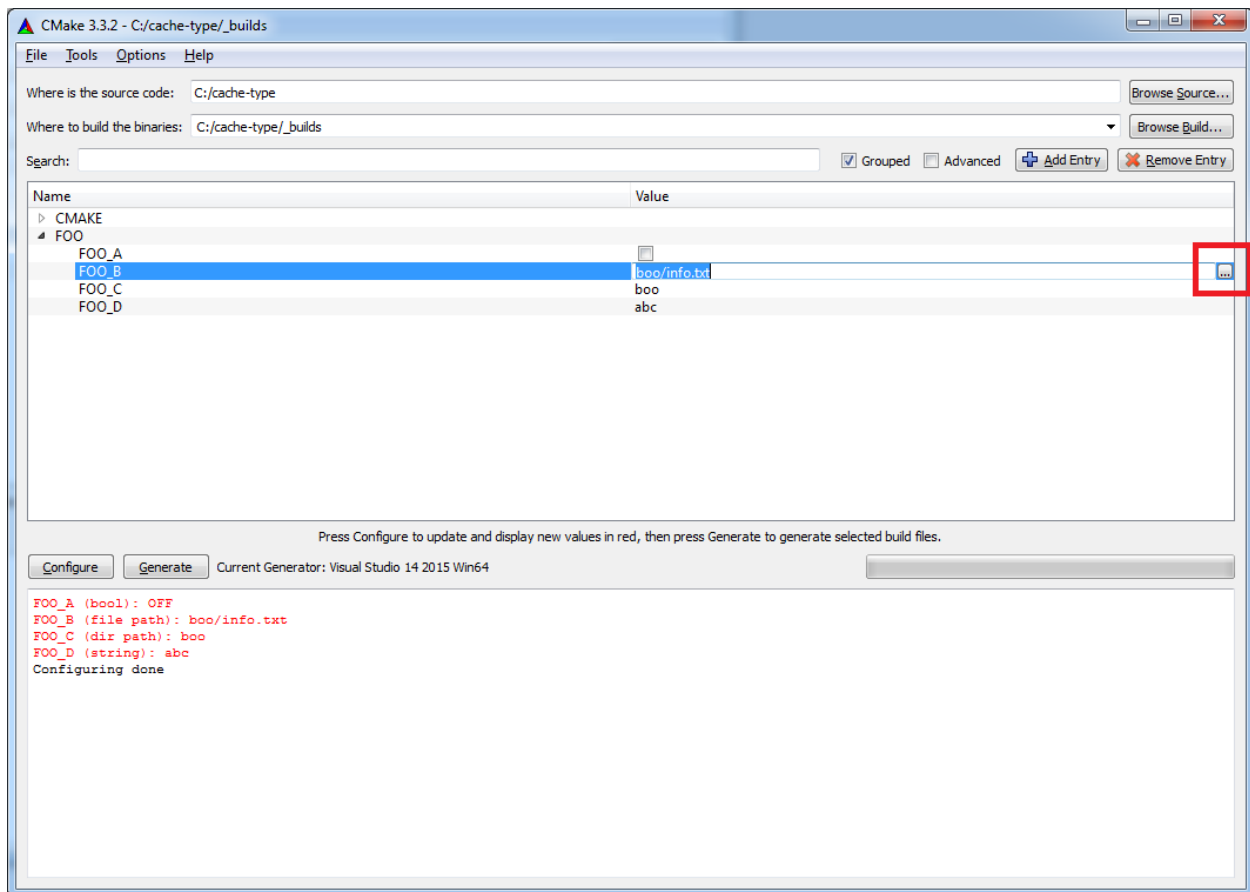 CMake 3.3.2 - C:/cache-type/_builds
File Tools Options Help
Where is the source code: C:/cache-type Browse Source...
Where to build the binaries: C:/cache-type/_builds Browse Build...
Search: Grouped Advanced Add Entry Remove Entry
Name Value
CMAKE
FOO
FOO_A
FOO_B boo/info.txt ...
FOO_C boo
FOO_D abc
Press Configure to update and display new values in red, then press Generate to generate selected build files.
Configure Generate Current Generator: Visual Studio 14 2015 Win64
FOO_A (bool): OFF
FOO_B (file path): boo/info.txt
FOO_C (dir path): boo
FOO_D (string): abc
Configuring done